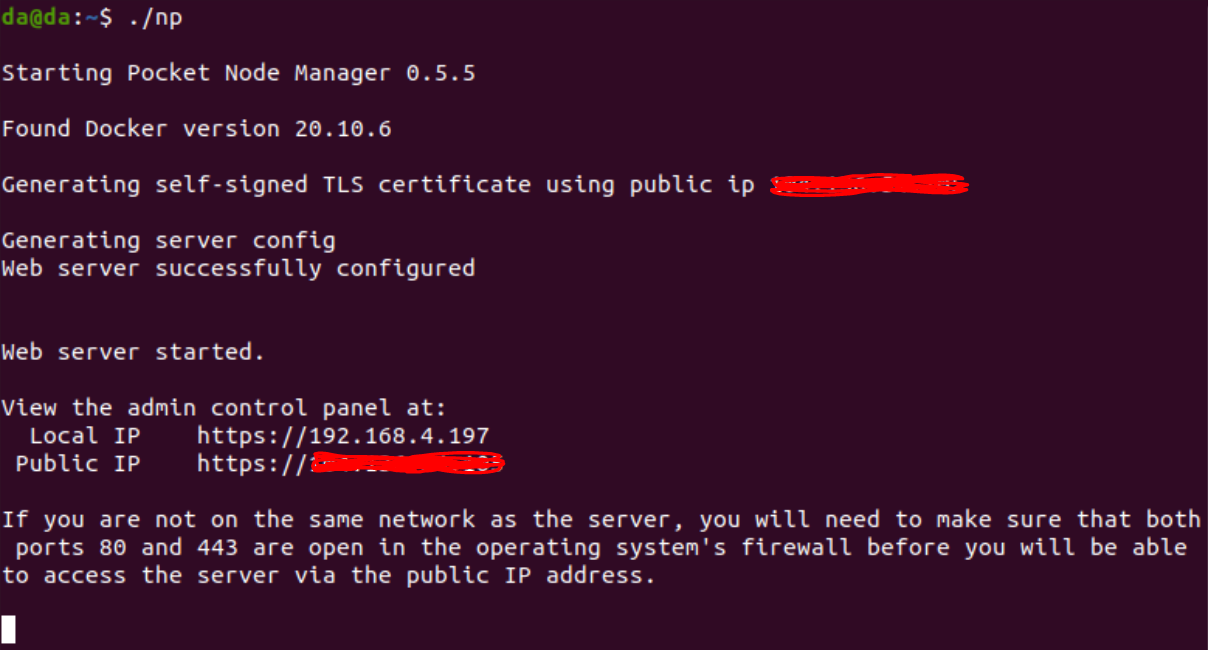 da@da:~$ ./np
Starting Pocket Node Manager 0.5.5
Found Docker version 20.10.6
Generating self-signed TLS certificate using public ip
Generating server config
Web server successfully configured
Web server started.
View the admin control panel at:
Local IP    https://192.168.4.197
Public IP    https://
If you are not on the same network as the server, you will need to make sure that both
ports 80 and 443 are open in the operating system's firewall before you will be able
to access the server via the public IP address.